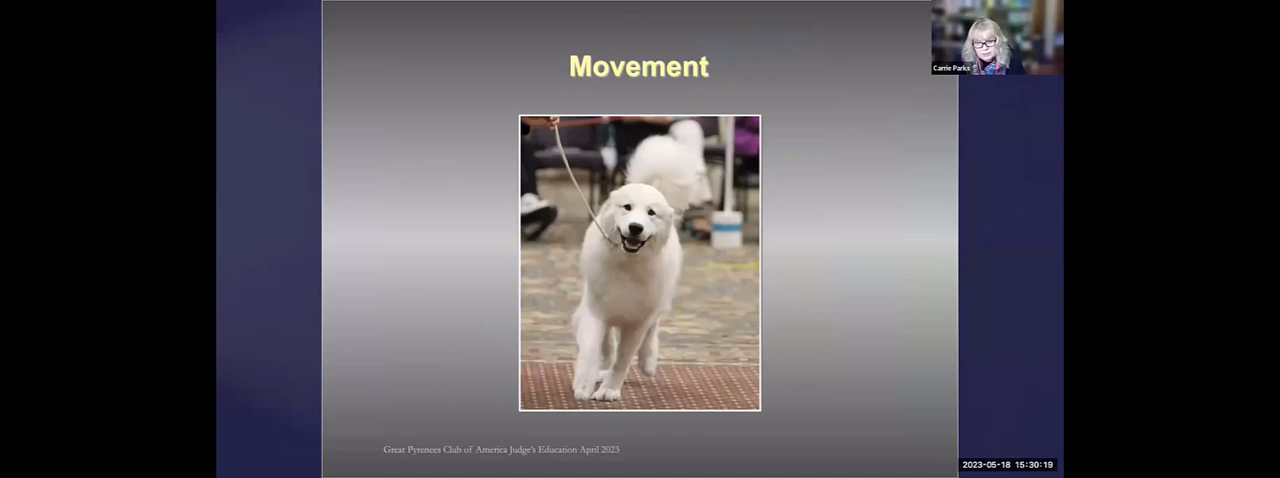 Movement
Carrie Parks
Great Pyrenees Club of America Judge's Education April 2023
2023-05-18 15:30:19